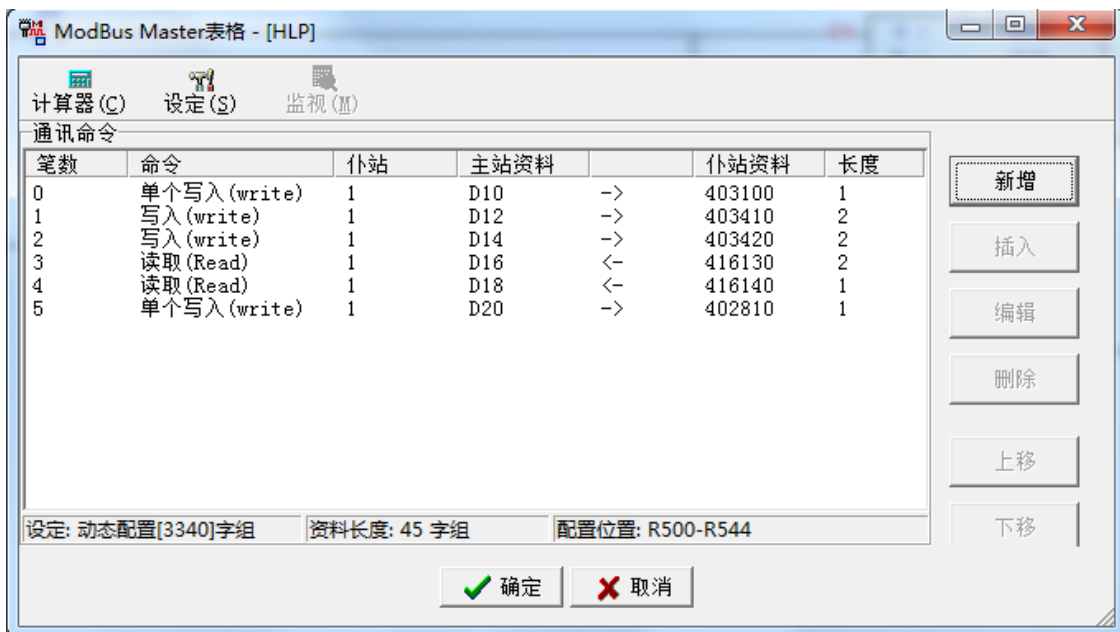 ModBus Master表格 - [HLP]
计算器(C) 设定(S) 监视(M)
通讯命令
笔数 命令 仆站 主站资料 仆站资料 长度
0 单个写入(write) 1 D10 -> 403100 1
1 写入(write) 1 D12 -> 403410 2
2 写入(write) 1 D14 -> 403420 2
3 读取(Read) 1 D16 <- 416130 2
4 读取(Read) 1 D18 <- 416140 1
5 单个写入(write) 1 D20 -> 402810 1
新增
插入
编辑
删除
上移
下移
设定: 动态配置[3340]字组 资料长度: 45 字组 配置位置: R500-R544
确定 取消